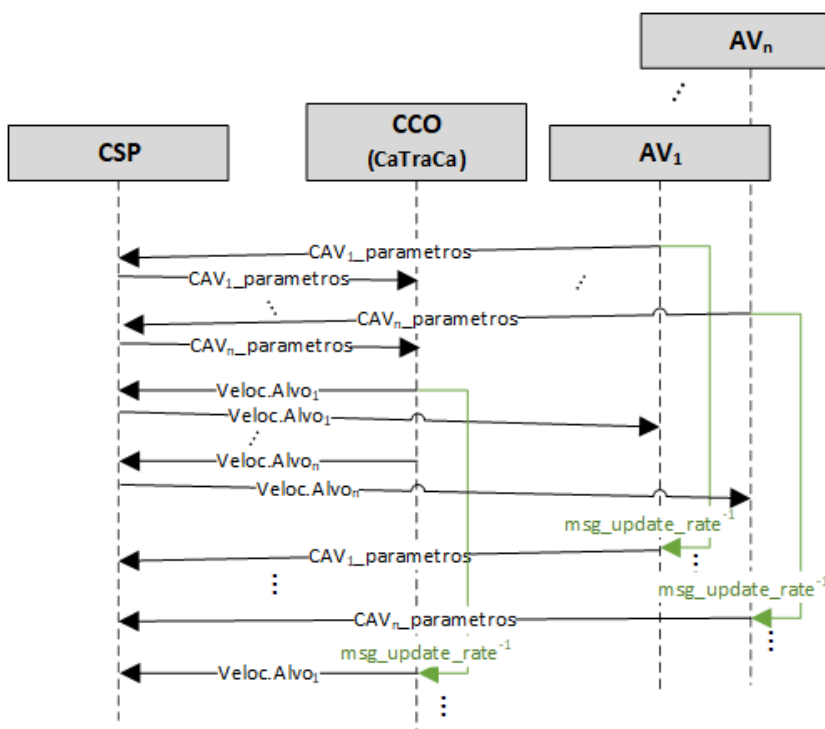 AVₙ
CSP
CCO
(CaTraCa)
AV₁
CAV₁_parametros
CAV₁_parametros
CAVₙ_parametros
CAVₙ_parametros
Veloc.Alvo₁
Veloc.Alvo₁
Veloc.Alvoₙ
Veloc.Alvoₙ
msg_update_rate⁻¹
CAV₁_parametros
msg_update_rate⁻¹
CAVₙ_parametros
msg_update_rate⁻¹
Veloc.Alvo₁